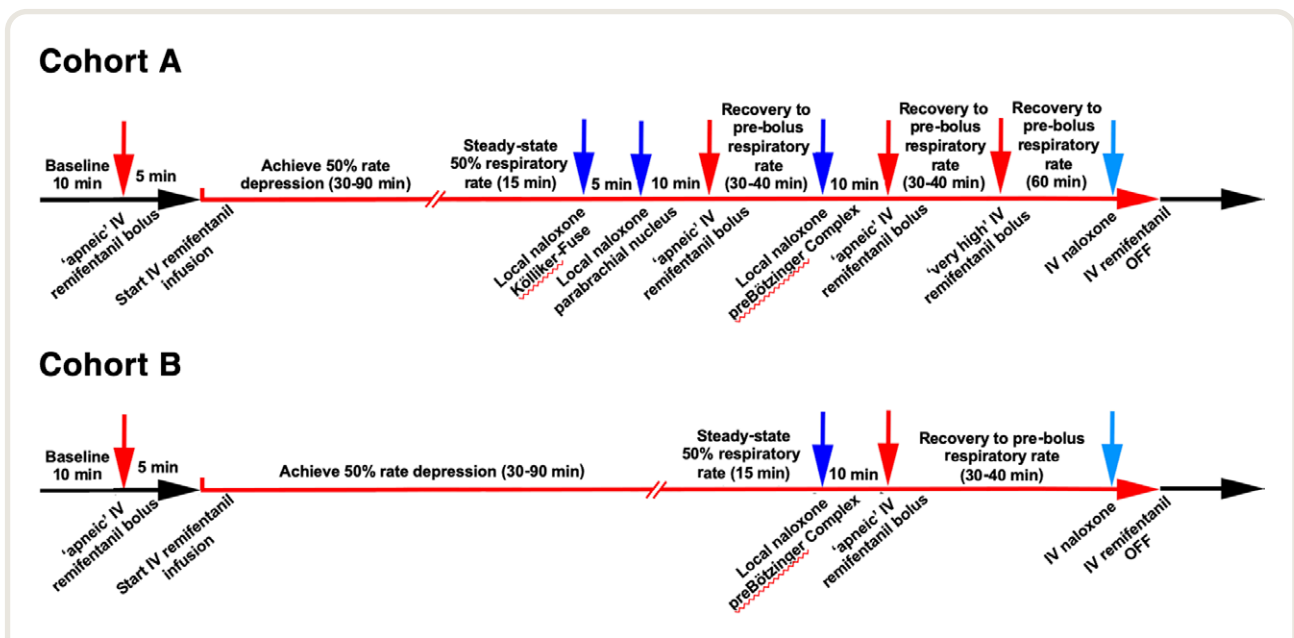 Cohort A
Baseline
10 min
5 min
Achieve 50% rate
depression (30-90 min)
Steady-state
50% respiratory
rate (15 min)
5 min
10 min
Recovery to
pre-bolus
respiratory
rate
(30-40 min)
10 min
Recovery to
pre-bolus
respiratory
rate
(30-40 min)
Recovery to
pre-bolus
respiratory
rate
(60 min)
‘apneic’ IV
remifentanil bolus
Start IV remifentanil
infusion
Local naloxone
Kölliker-Fuse
Local naloxone
parabrachial nucleus
‘apneic’ IV
remifentanil bolus
Local naloxone
preBötzinger Complex
‘apneic’ IV
remifentanil bolus
‘very high’ IV
remifentanil bolus
IV naloxone
IV remifentanil
OFF
Cohort B
Baseline
10 min
5 min
Achieve 50% rate depression (30-90 min)
Steady-state
50% respiratory
rate (15 min)
10 min
Recovery to pre-bolus
respiratory rate
(30-40 min)
‘apneic’ IV
remifentanil bolus
Start IV remifentanil
infusion
Local naloxone
preBötzinger Complex
‘apneic’ IV
remifentanil bolus
IV naloxone
IV remifentanil
OFF